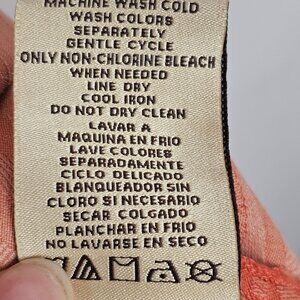 MACHINE WASH COLD
WASH COLORS
SEPARATELY
GENTLE CYCLE
ONLY NON-CHLORINE BLEACH
WHEN NEEDED
LINE DRY
COOL IRON
DO NOT DRY CLEAN
LAVAR A
MAQUINA EN FRIO
LAVE COLORES
SEPARADAMENTE
CICLO DELICADO
BLANQUEADOR SIN
CLORO SI NECESARIO
SECAR COLGADO
PLANCHAR EN FRIO
NO LAVARSE EN SECO